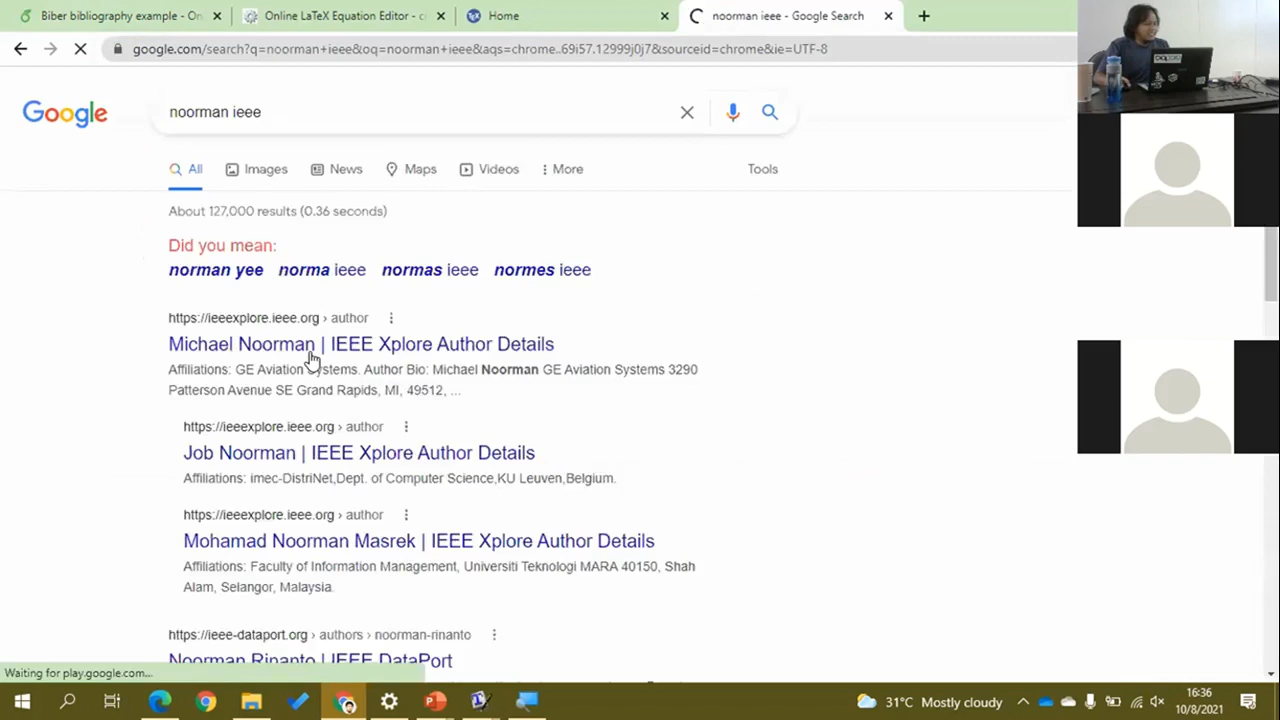 Biber bibliography example - On
Online LaTeX Equation Editor - c
Home
noorman ieee - Google Search
google.com/search?q=noorman+ieee&oq=noorman+ieee&aqs=chrome..69i57.12999j0j7&sourceid=chrome&ie=UTF-8
Google
noorman ieee
All
Images
News
Maps
Videos
More
Tools
About 127,000 results (0.36 seconds)
Did you mean:
norman yee norma ieee normas ieee normes ieee
https://ieeexplore.ieee.org › author
Michael Noorman | IEEE Xplore Author Details
Affiliations: GE Aviation Systems. Author Bio: Michael Noorman GE Aviation Systems 3290
Patterson Avenue SE Grand Rapids, MI, 49512, ...
https://ieeexplore.ieee.org › author
Job Noorman | IEEE Xplore Author Details
Affiliations: imec-DistriNet,Dept. of Computer Science,KU Leuven,Belgium.
https://ieeexplore.ieee.org › author
Mohamad Noorman Masrek | IEEE Xplore Author Details
Affiliations: Faculty of Information Management, Universiti Teknologi MARA 40150, Shah
Alam, Selangor, Malaysia.
https://ieee-dataport.org › authors › noorman-rinanto
Noorman Rinanto | IEEE DataPort
Waiting for play.google.com...
31°C Mostly cloudy
16:36
10/8/2021